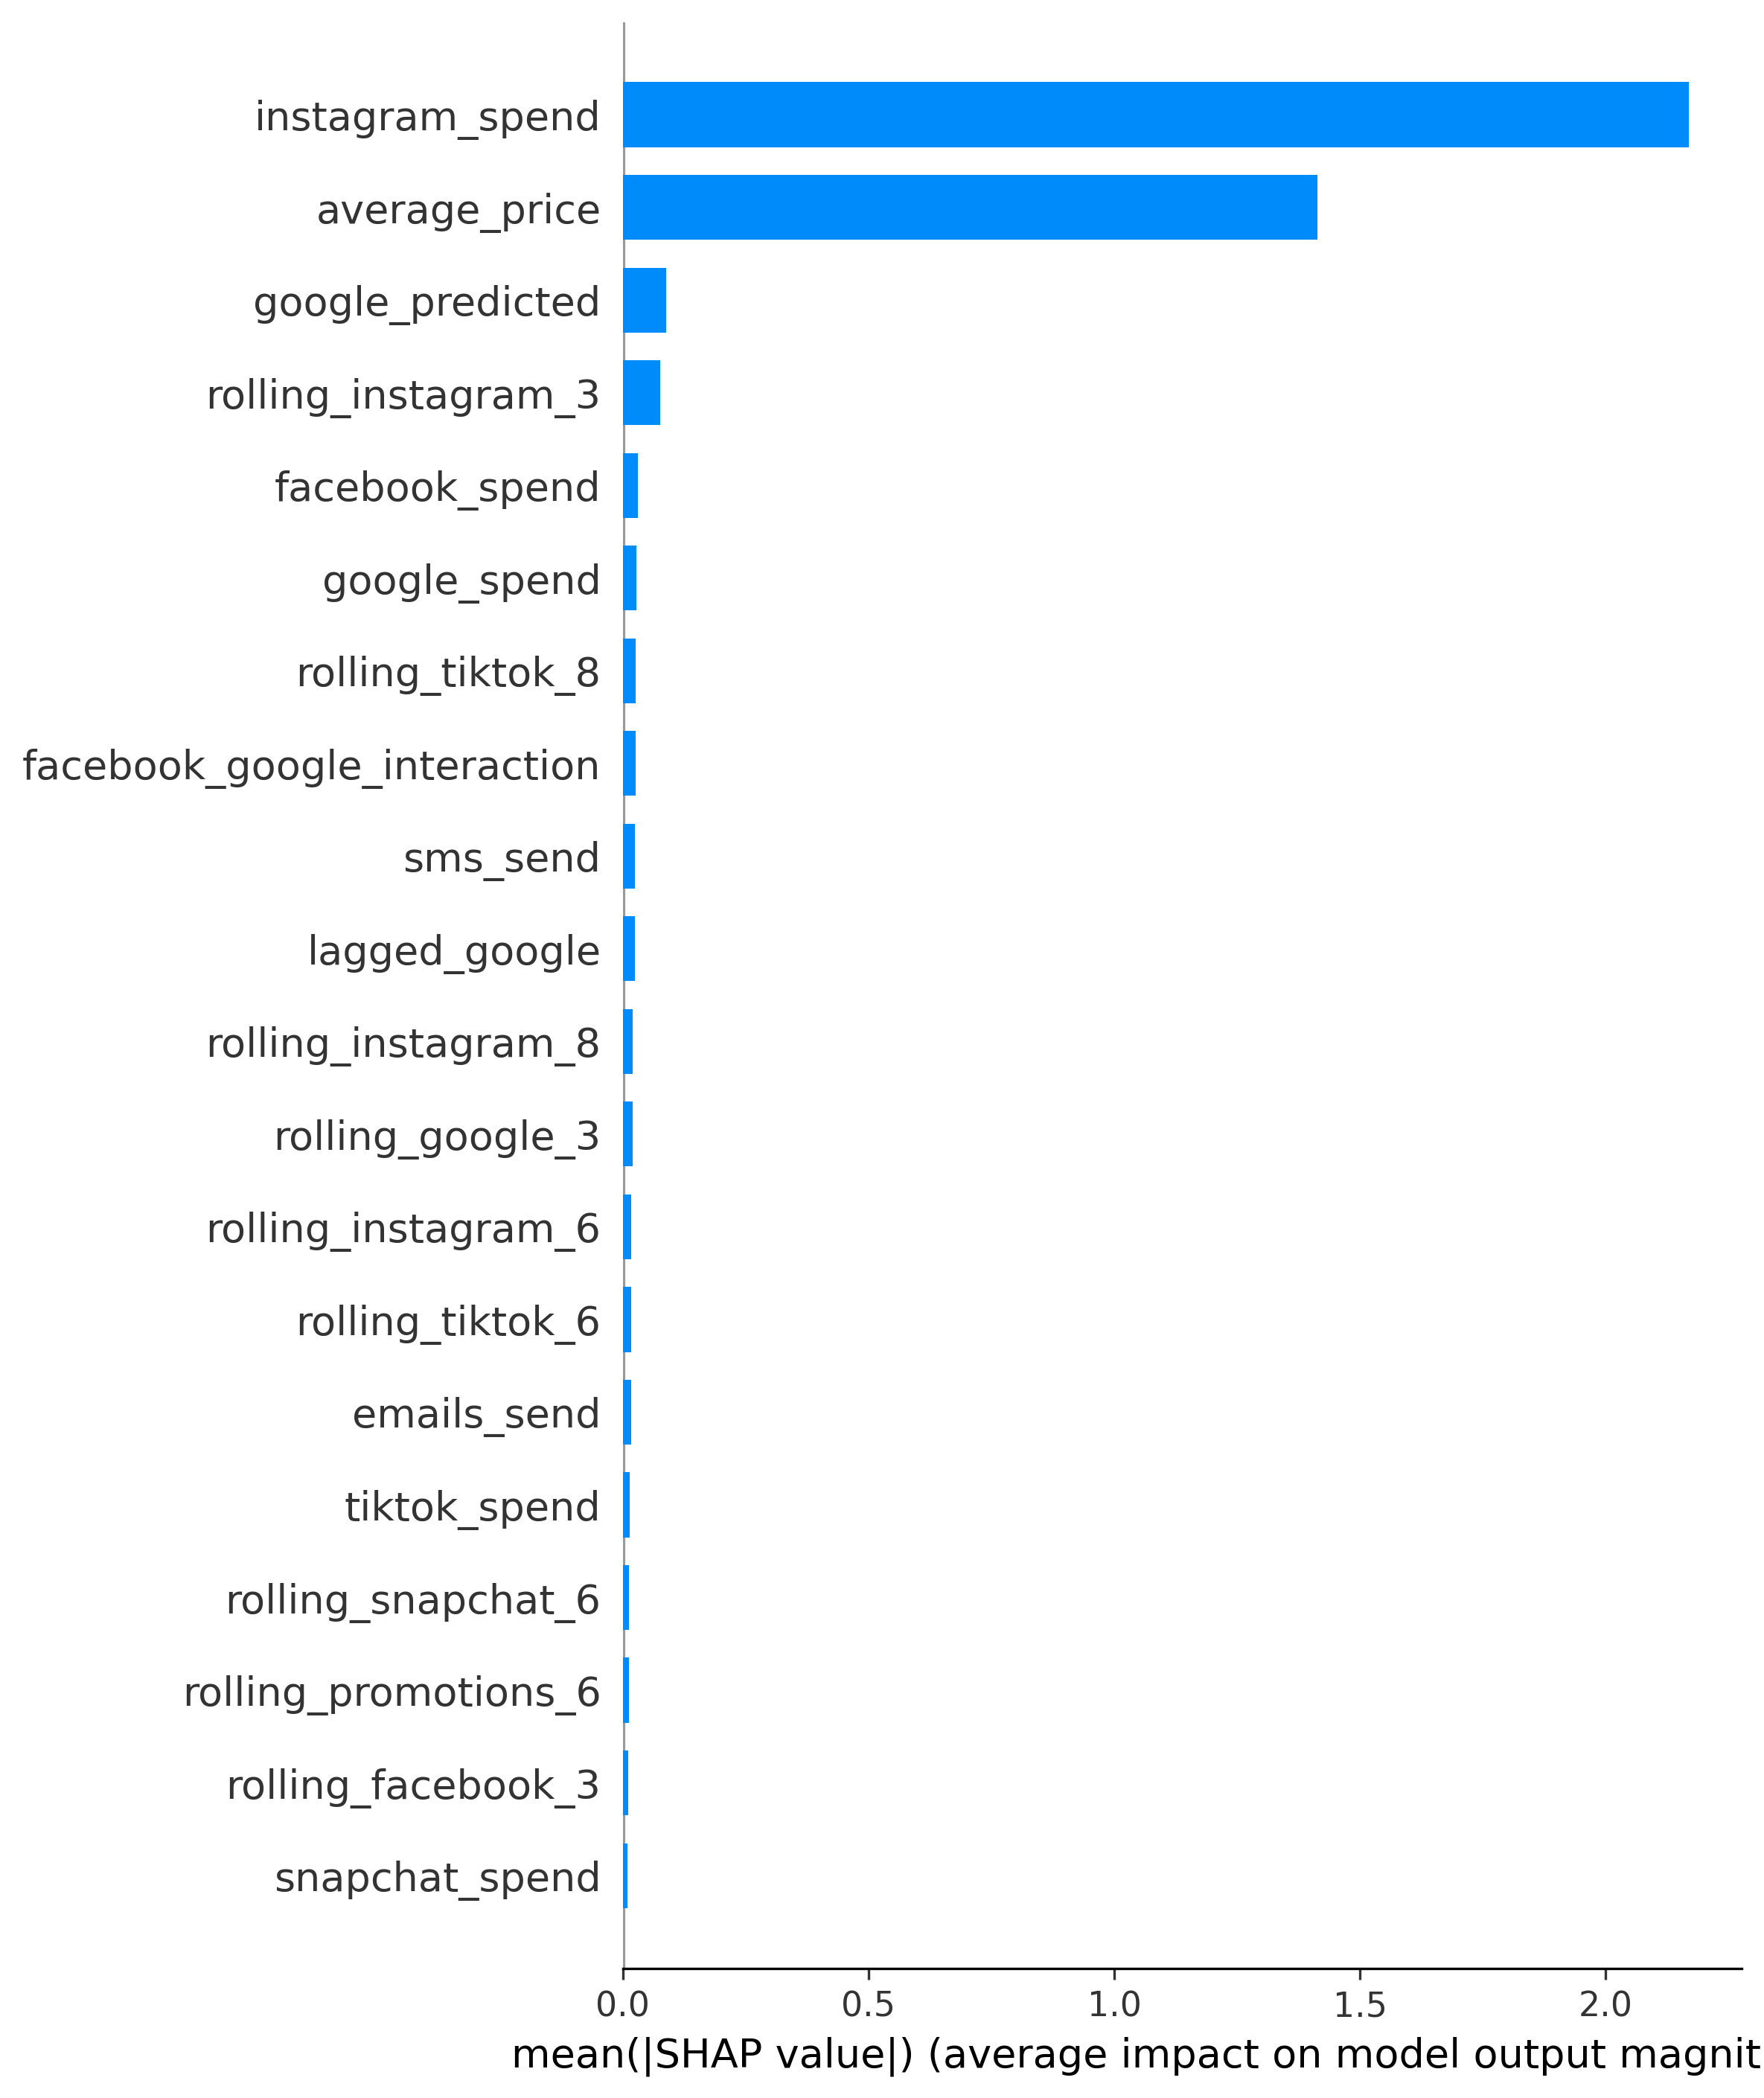 instagram_spend
average_price
google_predicted
rolling_instagram_3
facebook_spend
google_spend
rolling_tiktok_8
facebook_google_interaction
sms_send
lagged_google
rolling_instagram_8
rolling_google_3
rolling_instagram_6
rolling_tiktok_6
emails_send
tiktok_spend
rolling_snapchat_6
rolling_promotions_6
rolling_facebook_3
snapchat_spend
0.0 0.5 1.0 1.5 2.0
mean(|SHAP value|) (average impact on model output magnit